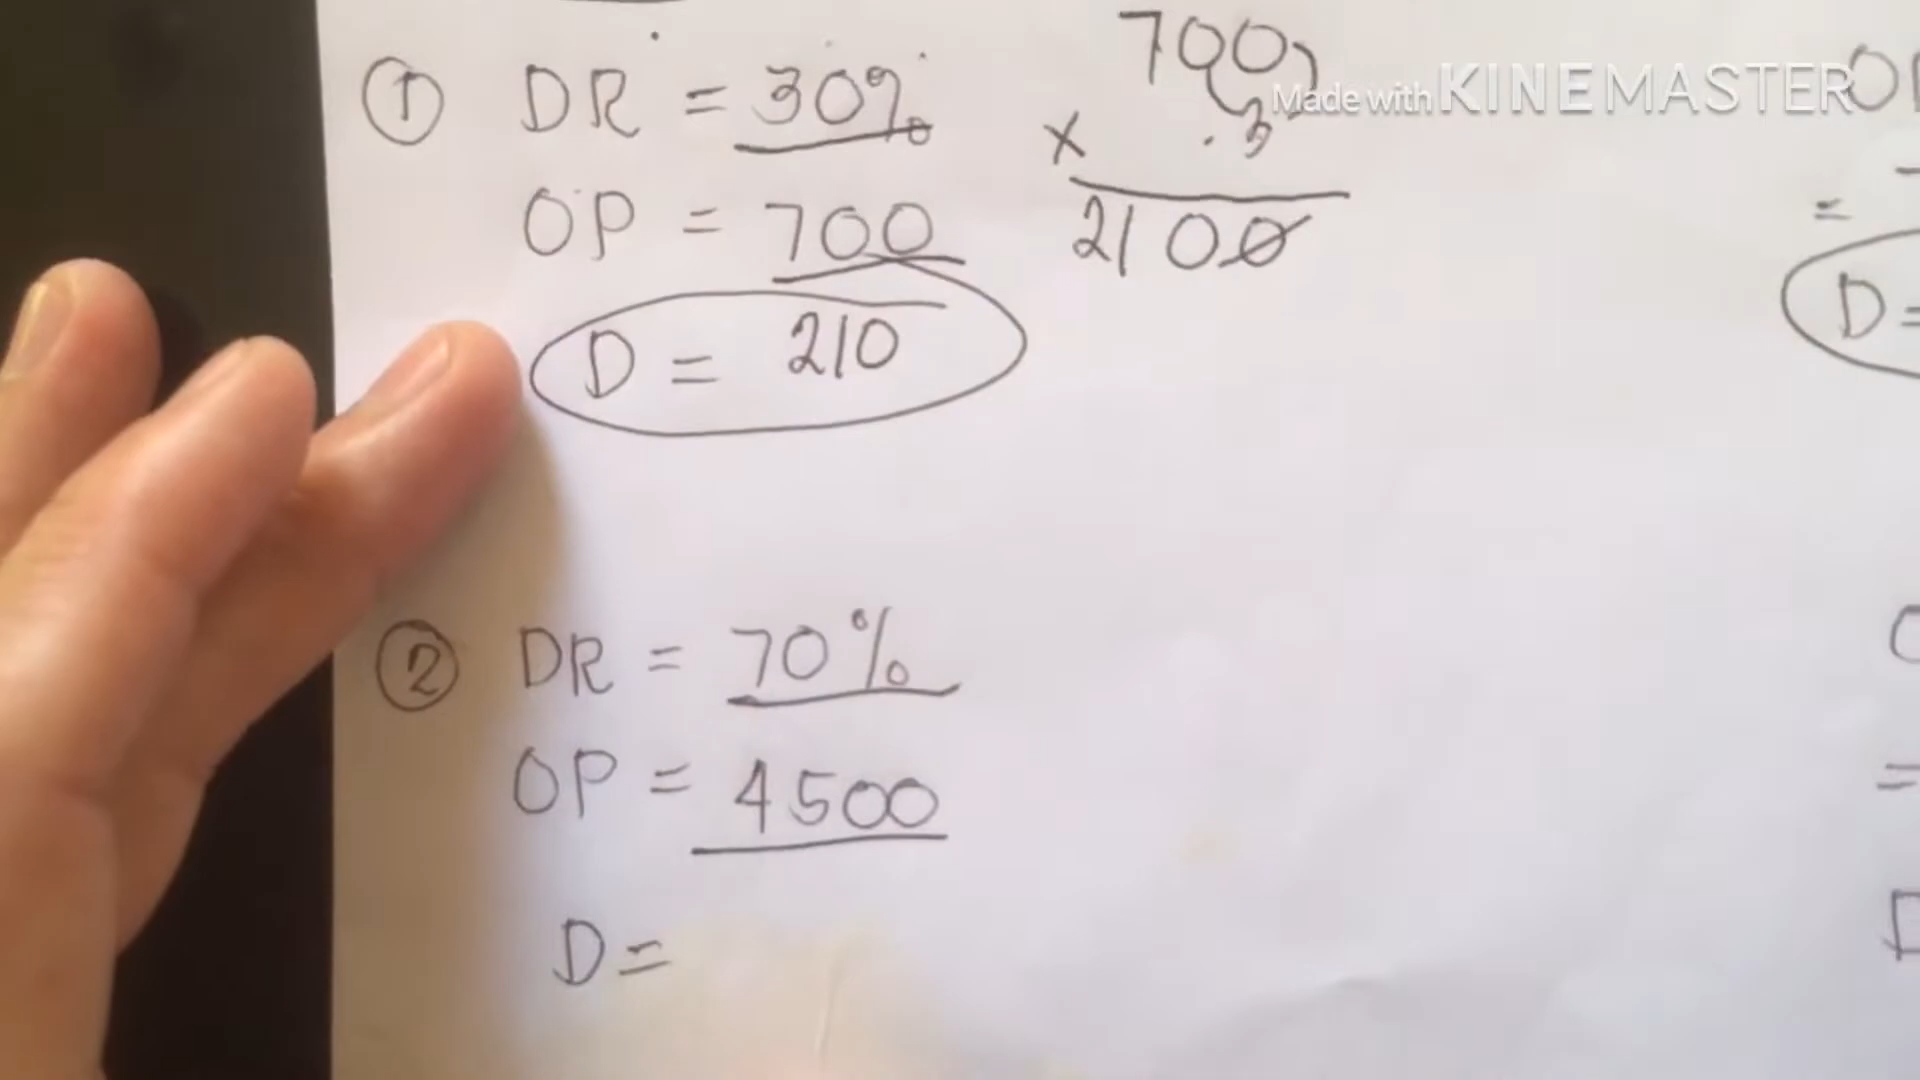 ① DR = 30%
OP = 700
D = 210
700
× .3
2100
Made with KINEMASTER
② DR = 70%
OP = 4500
D =
=
D =
=